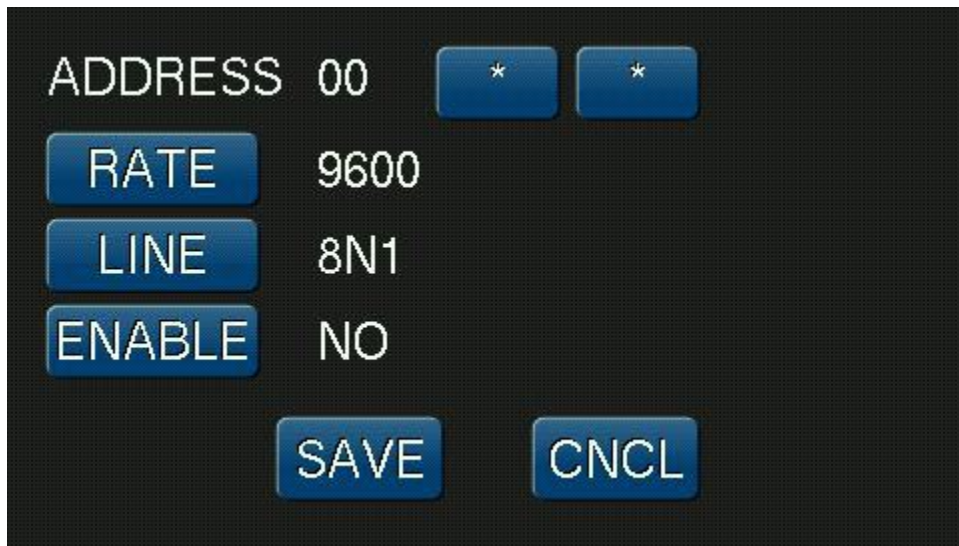 ADDRESS 00 * *
RATE 9600
LINE 8N1
ENABLE NO
SAVE CNCL